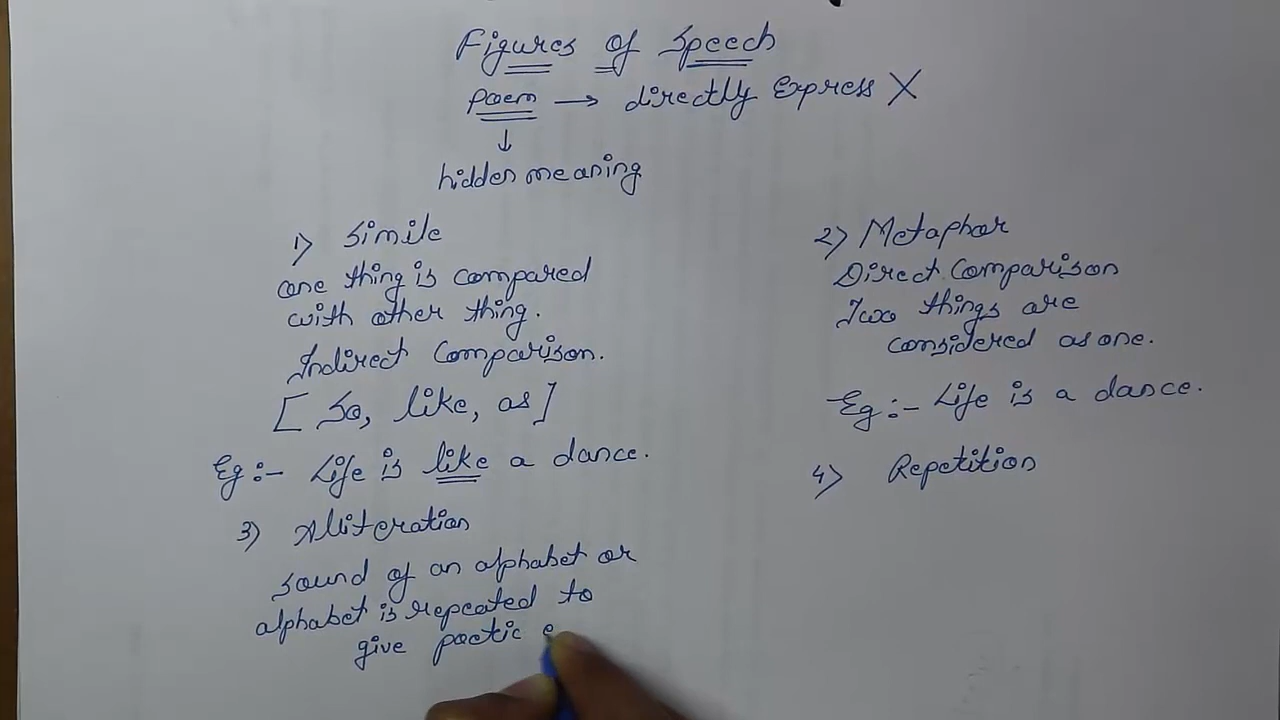 Figures of Speech
Poem → directly Express X
↓
hidden meaning
1) Simile
one thing is compared
with other thing.
Indirect Comparison.
[ So, like, as ]
Eg:- Life is like a dance.
2) Metaphor
Direct Comparison
Two things are
considered as one.
Eg:- Life is a dance.
3) Alliteration
Sound of an alphabet or
alphabet is repeated to
give poetic e
4) Repetition